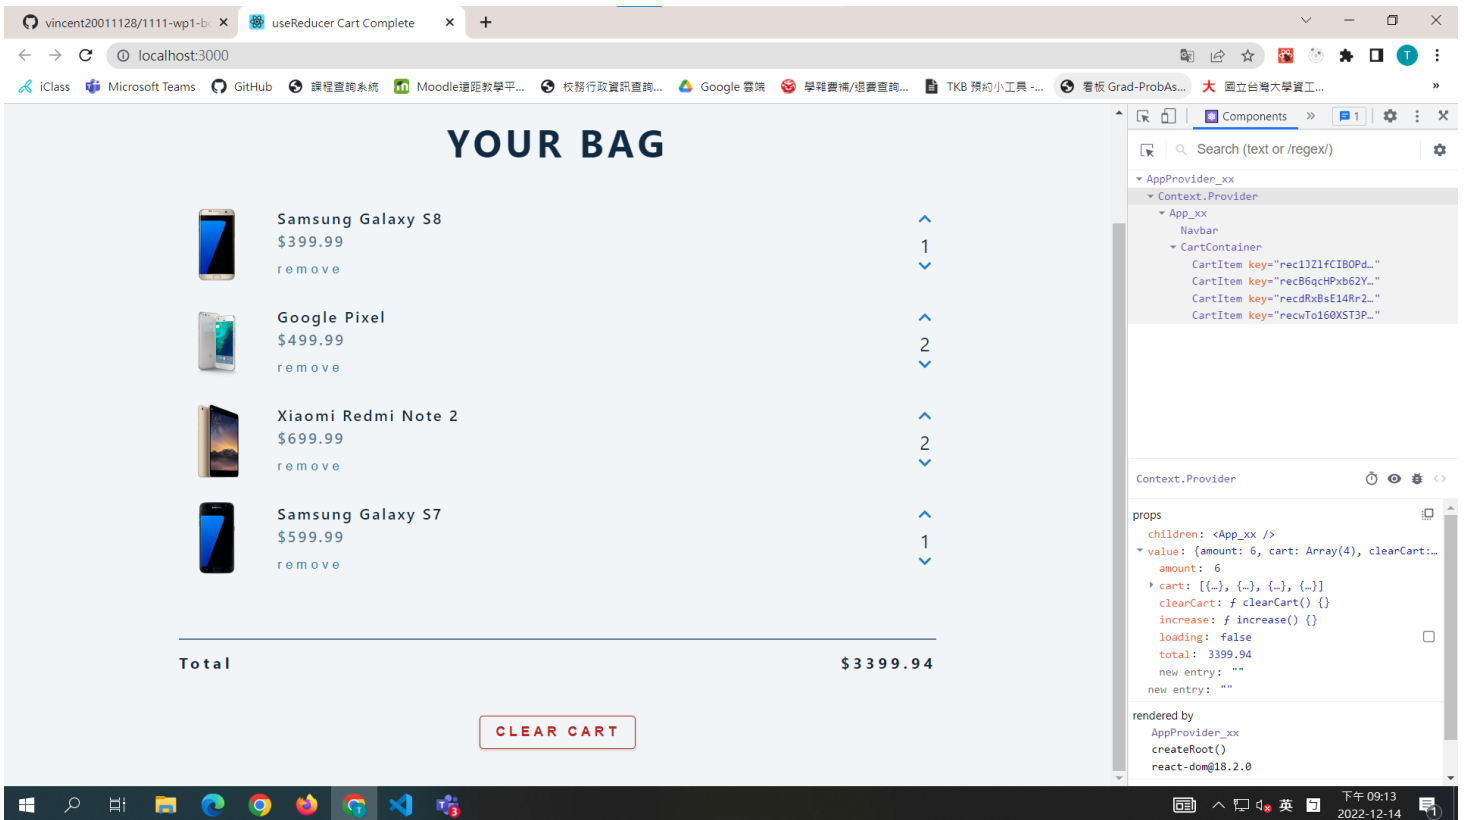 vincent20011128/1111-wp1-b
useReducer Cart Complete
localhost:3000
T
iClass
Microsoft Teams
GitHub
課程查詢系統
Moodle遠距教學平...
校務行政資訊查詢...
Google 雲端
學雜費補/退費查詢...
TKB 預約小工具 -...
看板 Grad-ProbAs...
國立台灣大學資工...
»
YOUR BAG
Samsung Galaxy S8
$399.99
remove
1
Google Pixel
$499.99
remove
2
Xiaomi Redmi Note 2
$699.99
remove
2
Samsung Galaxy S7
$599.99
remove
1
Total
$3399.94
CLEAR CART
Components
»
1
Search (text or /regex/)
AppProvider_xx
Context.Provider
App_xx
Navbar
CartContainer
CartItem key="rec1JZlfCIBOPd…"
CartItem key="recB6qcHPxb62Y…"
CartItem key="recdRxBsE14Rr2…"
CartItem key="recwTo160XST3P…"
Context.Provider
props
children: <App_xx />
value: {amount: 6, cart: Array(4), clearCart:…
amount: 6
cart: [{…}, {…}, {…}, {…}]
clearCart: ƒ clearCart() {}
increase: ƒ increase() {}
loading: false
total: 3399.94
new entry: ""
new entry: ""
rendered by
AppProvider_xx
createRoot()
react-dom@18.2.0
3
英
下午 09:13
2022-12-14
1